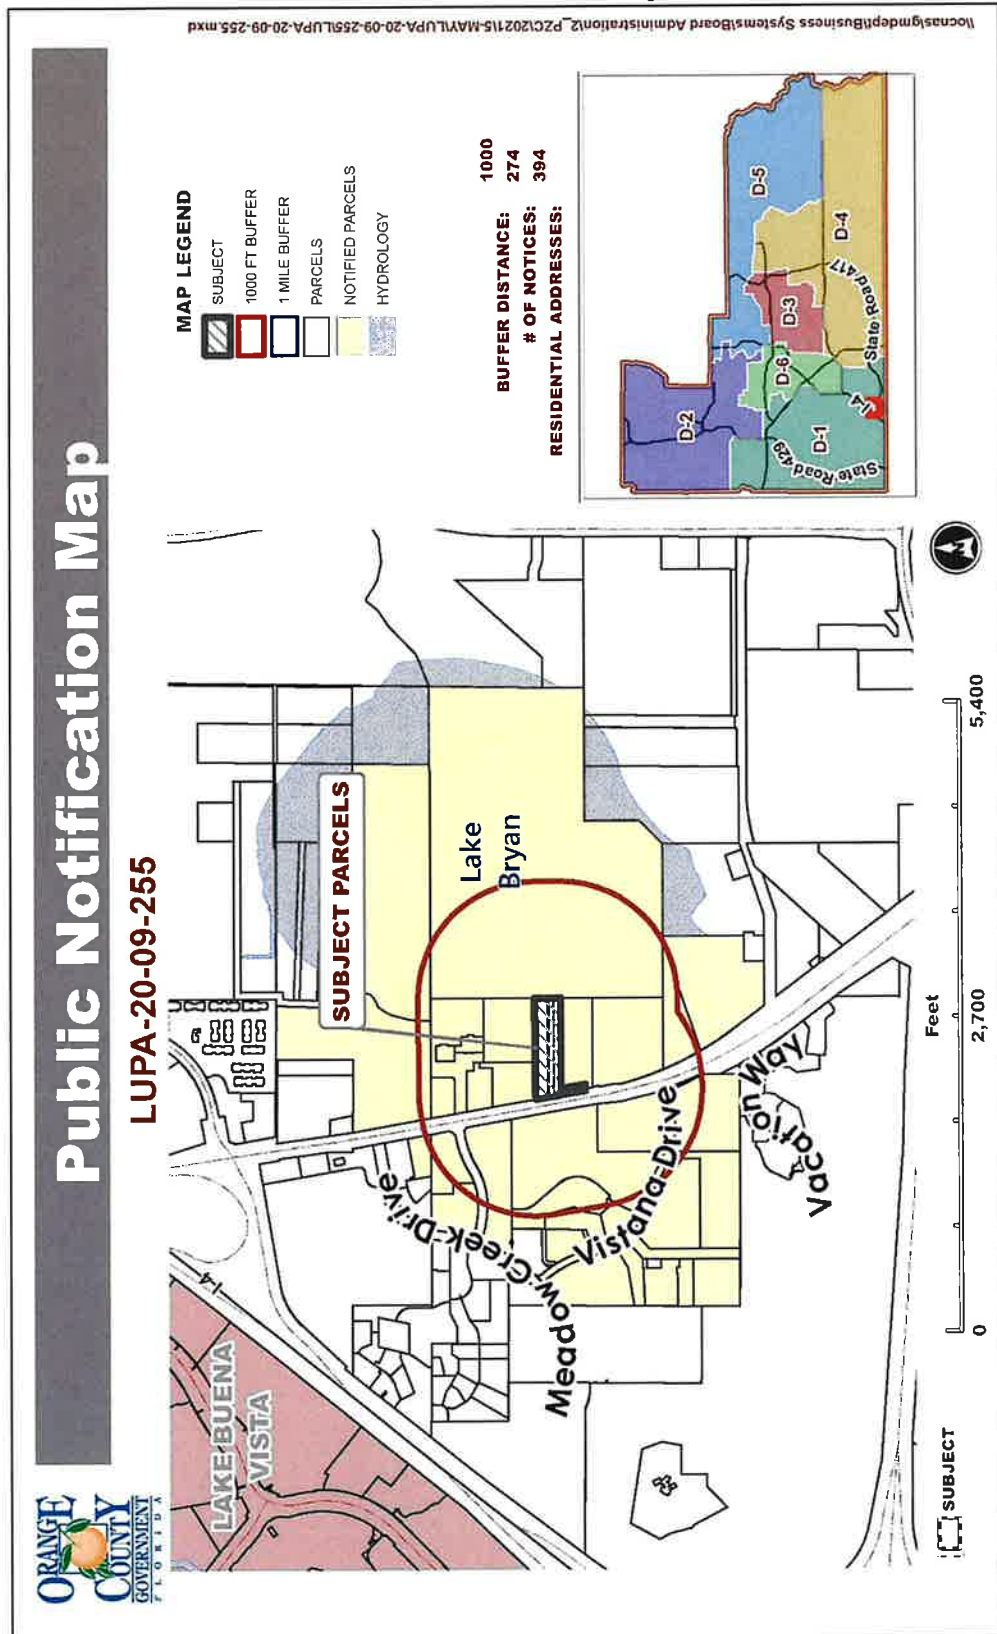 ORANGE
COUNTY
GOVERNMENT
FLORIDA
Public Notification Map
LUPA-20-09-255
LAKE BUENA
VISTA
I-4
SUBJECT PARCELS
Lake
Bryan
Meadow Creek Drive
Vistana Drive
Vacation Way
MAP LEGEND
SUBJECT
1000 FT BUFFER
1 MILE BUFFER
PARCELS
NOTIFIED PARCELS
HYDROLOGY
BUFFER DISTANCE: 1000
# OF NOTICES: 274
RESIDENTIAL ADDRESSES: 394
D-2
D-5
D-3
D-6
D-4
D-1
State Road 429
I-4
State Road 417
SUBJECT
Feet
0 2,700 5,400
\\ocnas\gmdept\Business Systems\Board Administration\2_PZC\2021\5-MAY\LUPA-20-09-255\LUPA-20-09-255.mxd